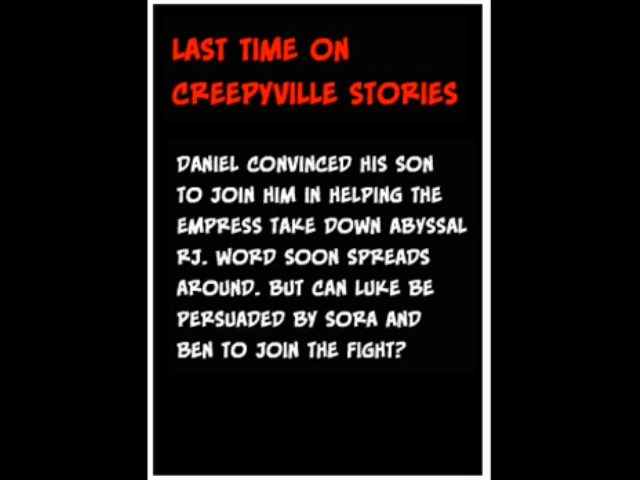 LAST TIME ON
CREEPYVILLE STORIES
DANIEL CONVINCED HIS SON
TO JOIN HIM IN HELPING THE
EMPRESS TAKE DOWN ABYSSAL
RJ. WORD SOON SPREADS
AROUND. BUT CAN LUKE BE
PERSUADED BY SORA AND
BEN TO JOIN THE FIGHT?